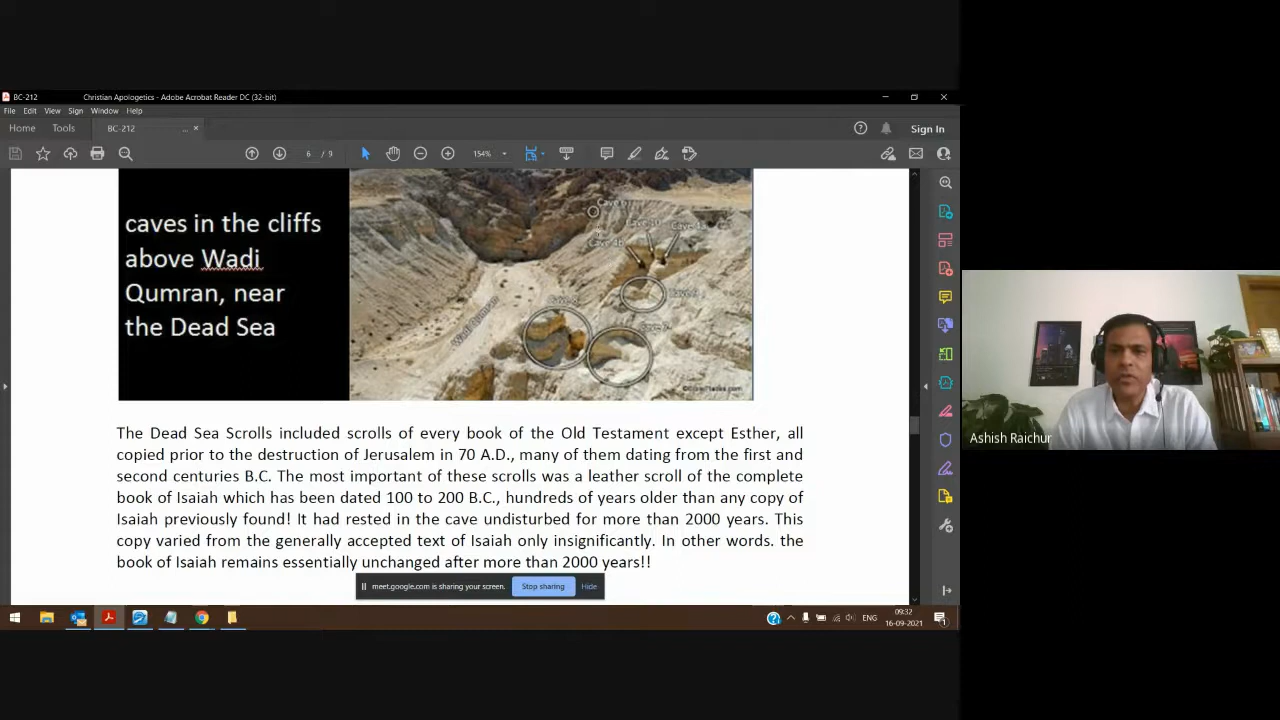 BC-212 Christian Apologetics - Adobe Acrobat Reader DC (32-bit)
File Edit View Sign Window Help
Home Tools BC-212 ... × Sign In
6 / 9 154%
caves in the cliffs
above Wadi
Qumran, near
the Dead Sea
Cave 6
Wadi Qumran
The Dead Sea Scrolls included scrolls of every book of the Old Testament except Esther, all
copied prior to the destruction of Jerusalem in 70 A.D., many of them dating from the first and
second centuries B.C. The most important of these scrolls was a leather scroll of the complete
book of Isaiah which has been dated 100 to 200 B.C., hundreds of years older than any copy of
Isaiah previously found! It had rested in the cave undisturbed for more than 2000 years. This
copy varied from the generally accepted text of Isaiah only insignificantly. In other words. the
book of Isaiah remains essentially unchanged after more than 2000 years!!
meet.google.com is sharing your screen. Stop sharing Hide
ENG
09:32
16-09-2021
Ashish Raichur